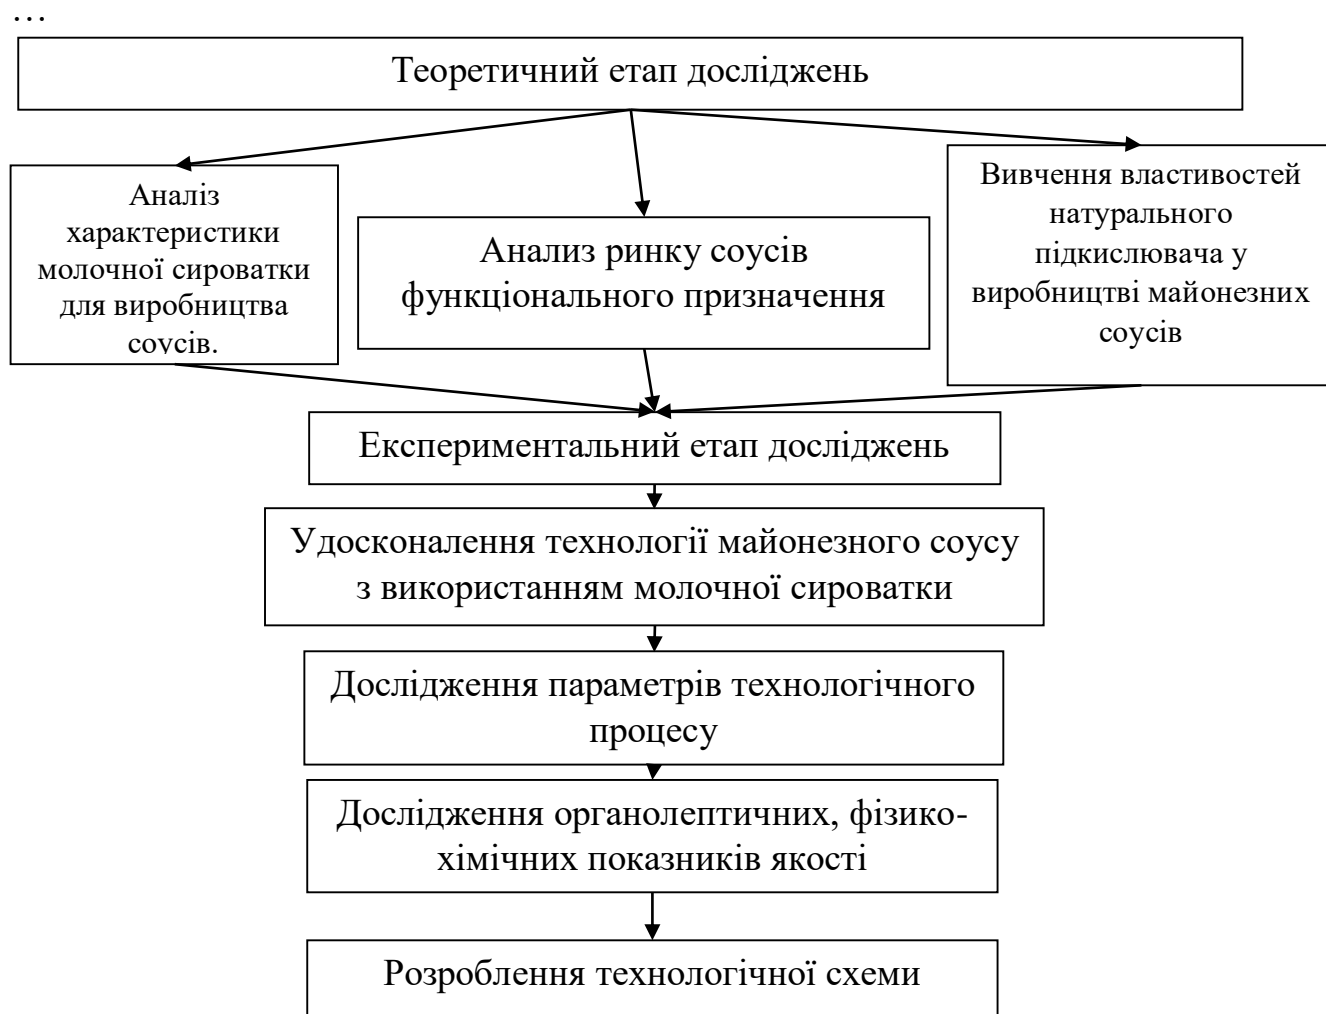 …
Теоретичний етап досліджень
Аналіз
характеристики
молочної сироватки
для виробництва
соусів.
Анализ ринку соусів
функціонального призначення
Вивчення властивостей
натурального
підкислювача у
виробництві майонезних
соусів
Експериментальний етап досліджень
Удосконалення технології майонезного соусу
з використанням молочної сироватки
Дослідження параметрів технологічного
процесу
Дослідження органолептичних, фізико-
хімічних показників якості
Розроблення технологічної схеми